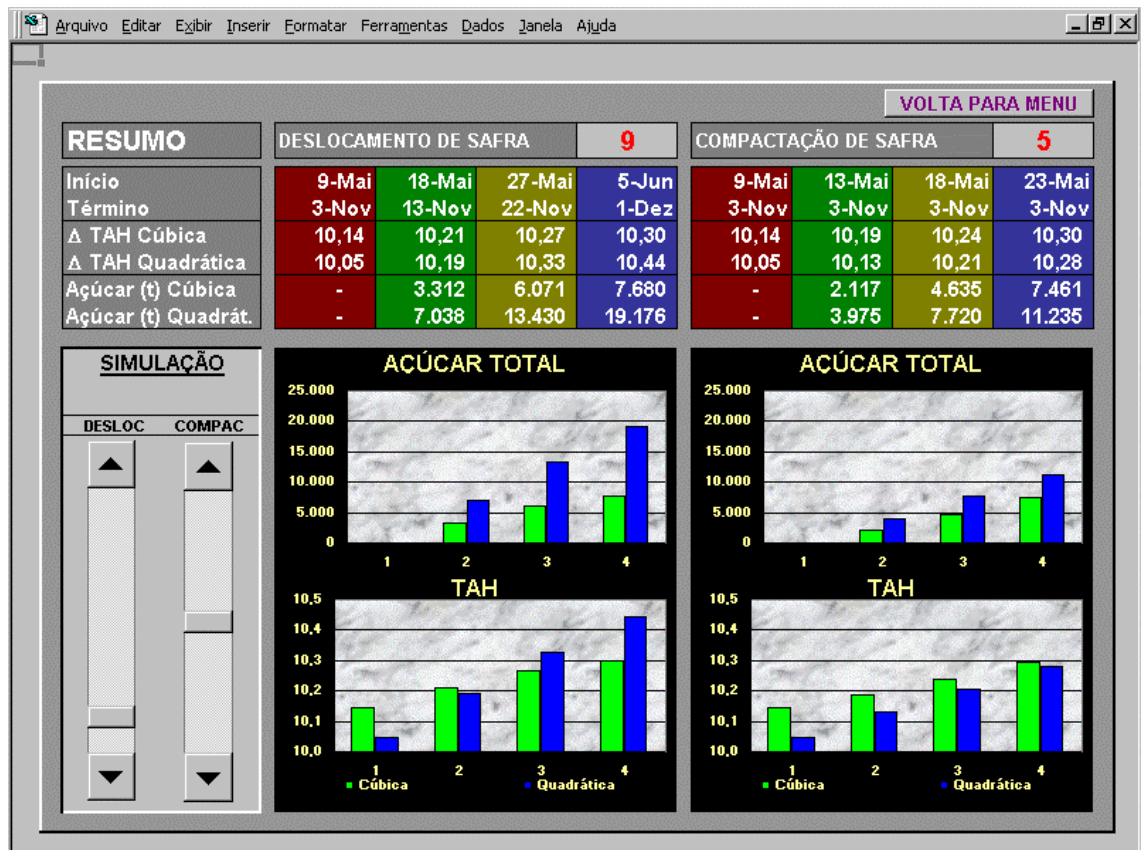 Arquivo Editar Exibir Inserir Formatar Ferramentas Dados Janela Ajuda
VOLTA PARA MENU
RESUMO DESLOCAMENTO DE SAFRA 9 COMPACTAÇÃO DE SAFRA 5
Início 9-Mai 18-Mai 27-Mai 5-Jun 9-Mai 13-Mai 18-Mai 23-Mai
Término 3-Nov 13-Nov 22-Nov 1-Dez 3-Nov 3-Nov 3-Nov 3-Nov
Δ TAH Cúbica 10,14 10,21 10,27 10,30 10,14 10,19 10,24 10,30
Δ TAH Quadrática 10,05 10,19 10,33 10,44 10,05 10,13 10,21 10,28
Açúcar (t) Cúbica - 3.312 6.071 7.680 - 2.117 4.635 7.461
Açúcar (t) Quadrát. - 7.038 13.430 19.176 - 3.975 7.720 11.235
SIMULAÇÃO
DESLOC COMPAC
AÇÚCAR TOTAL
25.000
20.000
15.000
10.000
5.000
0
1 2 3 4
TAH
10,5
10,4
10,3
10,2
10,1
10,0
1 2 3 4
Cúbica Quadrática
AÇÚCAR TOTAL
25.000
20.000
15.000
10.000
5.000
0
1 2 3 4
TAH
10,5
10,4
10,3
10,2
10,1
10,0
1 2 3 4
Cúbica Quadrática